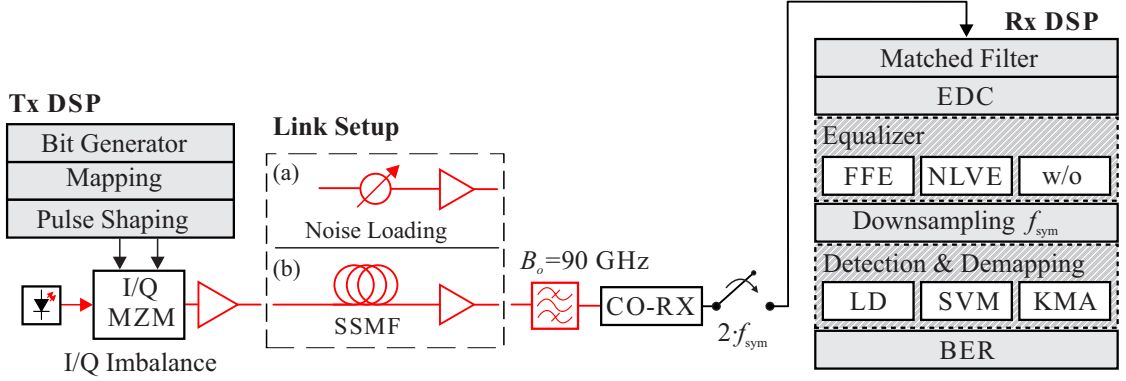 Tx DSP
Bit Generator
Mapping
Pulse Shaping
I/Q
MZM
I/Q Imbalance
Link Setup
(a)
Noise Loading
(b)
SSMF
B_o=90 GHz
CO-RX
2·f_sym
Rx DSP
Matched Filter
EDC
Equalizer
FFE NLVE w/o
Downsampling f_sym
Detection & Demapping
LD SVM KMA
BER